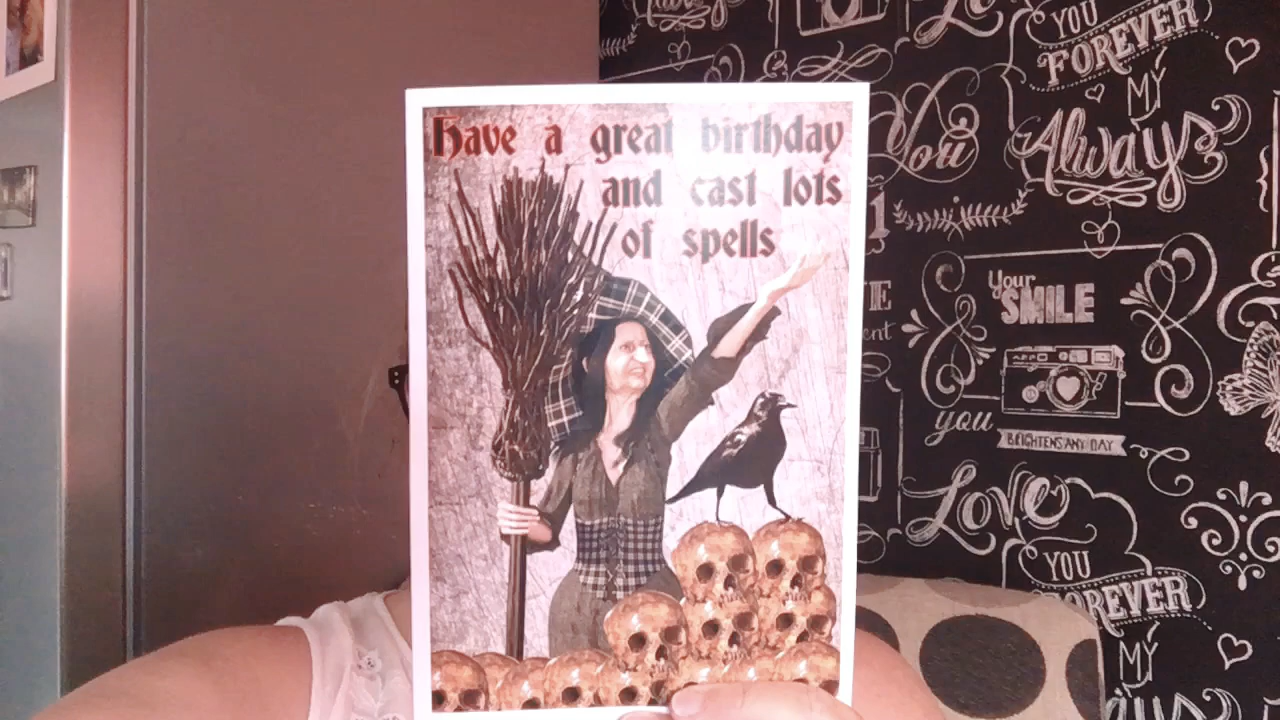 Have a great birthday
and cast lots
of spells
Always
YOU
FOREVER
MY
You
Always
Your
SMILE
you
BRIGHTENS ANY DAY
Love
YOU
FOREVER
MY